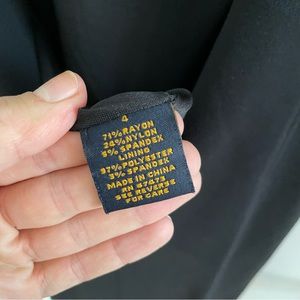 4
71% RAYON
24% NYLON
5% SPANDEX
LINING
97% POLYESTER
3% SPANDEX
MADE IN CHINA
RN
SEE REVERSE
FOR CARE